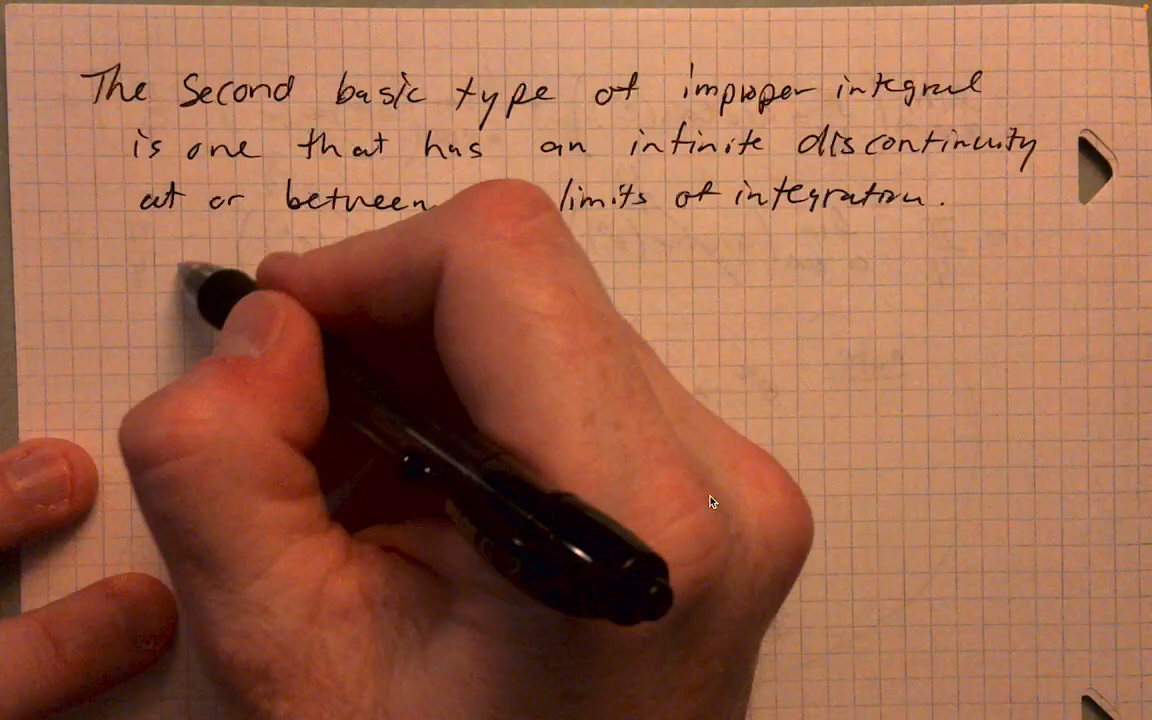 The second basic type of improper integral
is one that has an infinite discontinuity
at or between limits of integration.